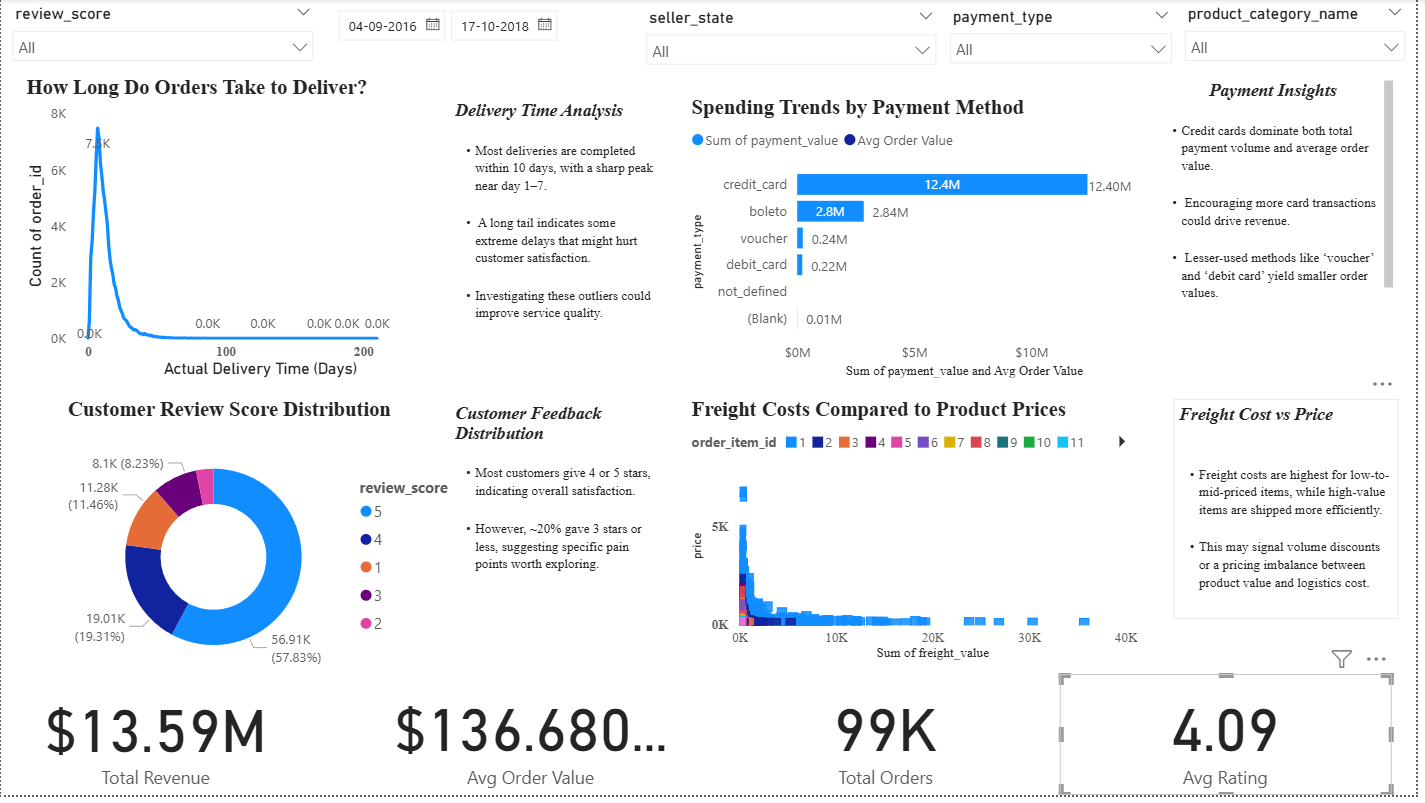 review_score
All
04-09-2016
17-10-2018
seller_state
All
payment_type
All
product_category_name
All
How Long Do Orders Take to Deliver?
8K
6K
4K
2K
0K
Count of order_id
7.5K
0.0K
0.0K
0.0K
0.0K
0.0K
0.0K
0
100
200
Actual Delivery Time (Days)
Delivery Time Analysis
• Most deliveries are completed
within 10 days, with a sharp peak
near day 1–7.
• A long tail indicates some
extreme delays that might hurt
customer satisfaction.
• Investigating these outliers could
improve service quality.
Spending Trends by Payment Method
Sum of payment_value
Avg Order Value
payment_type
credit_card
12.4M
12.40M
boleto
2.8M
2.84M
voucher
0.24M
debit_card
0.22M
not_defined
(Blank)
0.01M
$0M
$5M
$10M
Sum of payment_value and Avg Order Value
Payment Insights
• Credit cards dominate both total
payment volume and average order
value.
• Encouraging more card transactions
could drive revenue.
• Lesser-used methods like ‘voucher’
and ‘debit card’ yield smaller order
values.
Customer Review Score Distribution
8.1K (8.23%)
11.28K
(11.46%)
19.01K
(19.31%)
56.91K
(57.83%)
review_score
5
4
1
3
2
Customer Feedback
Distribution
• Most customers give 4 or 5 stars,
indicating overall satisfaction.
• However, ~20% gave 3 stars or
less, suggesting specific pain
points worth exploring.
Freight Costs Compared to Product Prices
order_item_id 1 2 3 4 5 6 7 8 9 10 11
price
5K
0K
0K
10K
20K
30K
40K
Sum of freight_value
Freight Cost vs Price
• Freight costs are highest for low-to-
mid-priced items, while high-value
items are shipped more efficiently.
• This may signal volume discounts
or a pricing imbalance between
product value and logistics cost.
$13.59M
Total Revenue
$136.680...
Avg Order Value
99K
Total Orders
4.09
Avg Rating